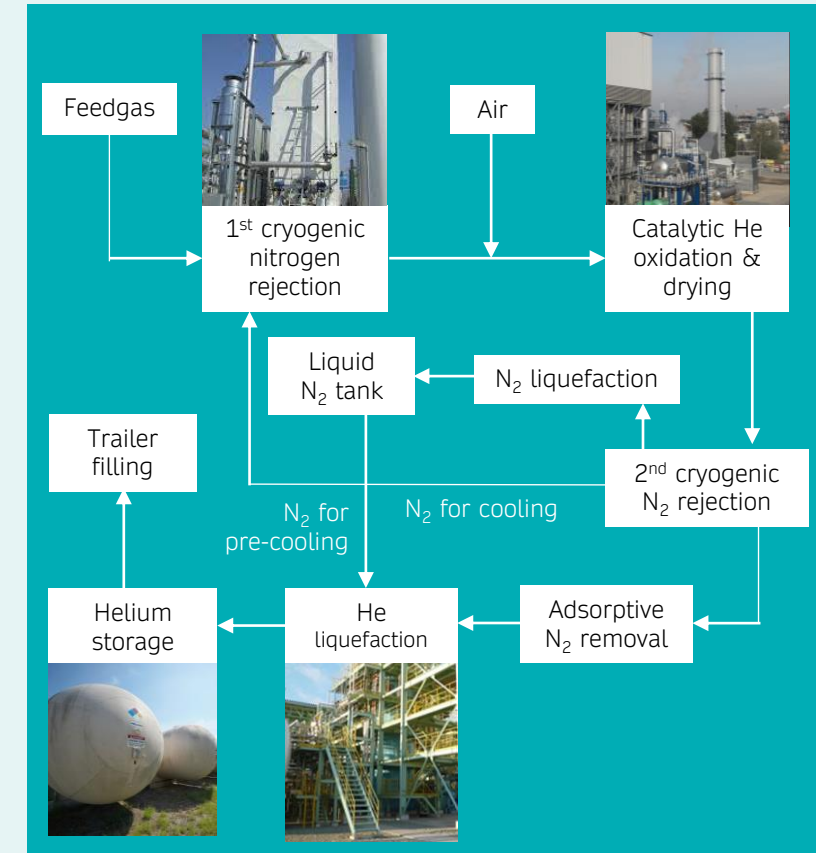 Feedgas
Air
1st cryogenic
nitrogen
rejection
Catalytic He
oxidation &
drying
Liquid
N₂ tank
N₂ liquefaction
Trailer
filling
2nd cryogenic
N₂ rejection
N₂ for
pre-cooling
N₂ for cooling
Helium
storage
He
liquefaction
Adsorptive
N₂ removal